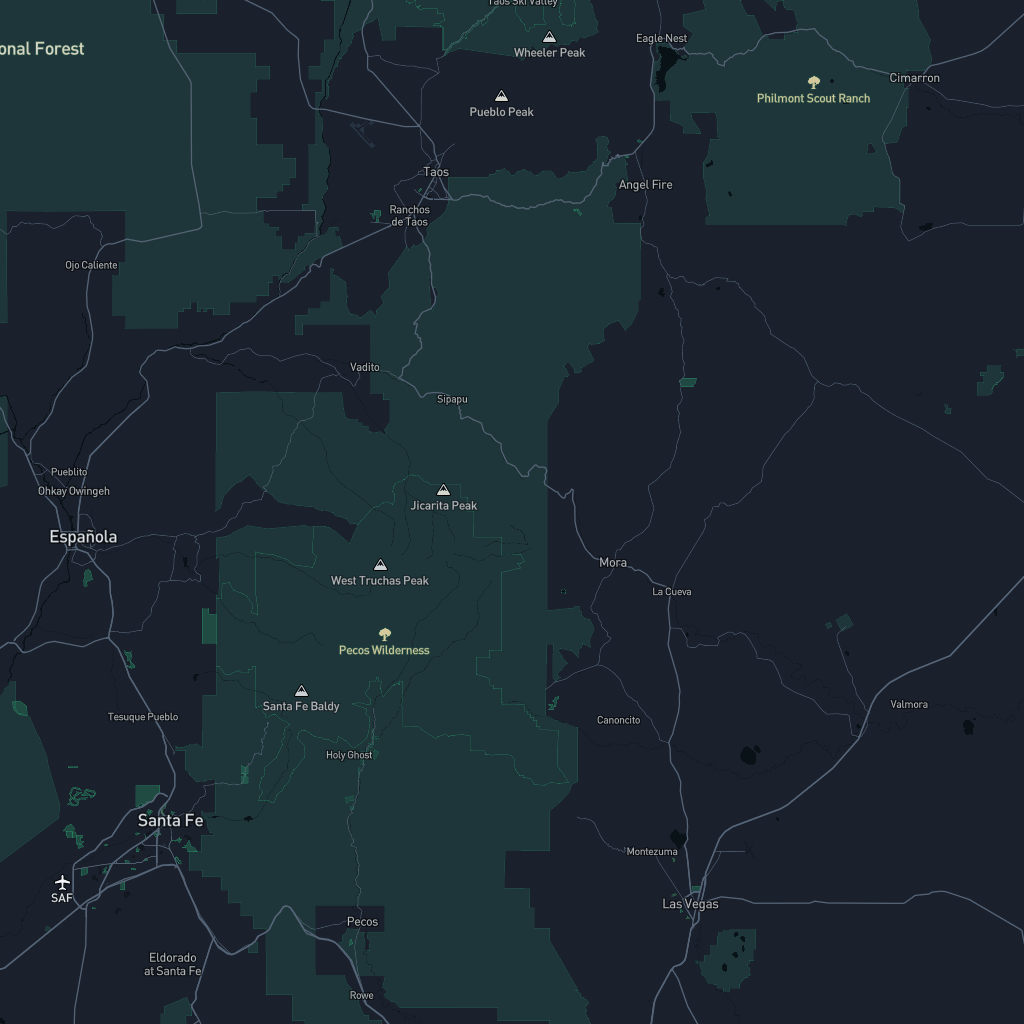 Taos Ski Valley
Wheeler Peak
Eagle Nest
onal Forest
Cimarron
Philmont Scout Ranch
Pueblo Peak
Taos
Angel Fire
Ranchos
de Taos
Ojo Caliente
Vadito
Sipapu
Pueblito
Ohkay Owingeh
Jicarita Peak
Española
Mora
West Truchas Peak
La Cueva
Pecos Wilderness
Santa Fe Baldy
Valmora
Tesuque Pueblo
Canoncito
Holy Ghost
Santa Fe
Montezuma
SAF
Las Vegas
Pecos
Eldorado
at Santa Fe
Rowe